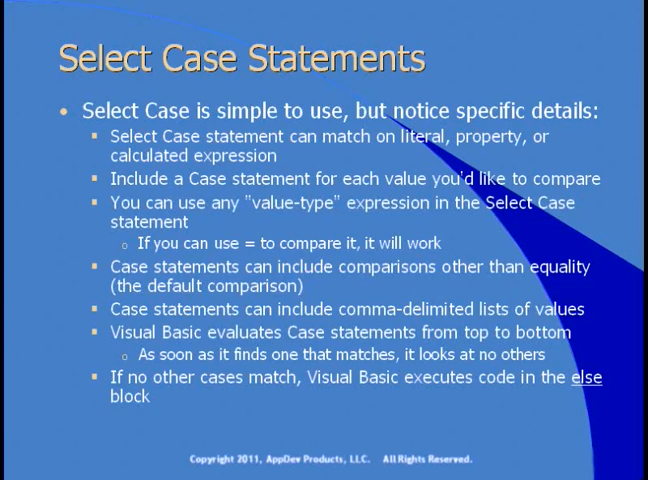 Select Case Statements
• Select Case is simple to use, but notice specific details:
▪ Select Case statement can match on literal, property, or
calculated expression
▪ Include a Case statement for each value you'd like to compare
▪ You can use any "value-type" expression in the Select Case
statement
o If you can use = to compare it, it will work
▪ Case statements can include comparisons other than equality
(the default comparison)
▪ Case statements can include comma-delimited lists of values
▪ Visual Basic evaluates Case statements from top to bottom
o As soon as it finds one that matches, it looks at no others
▪ If no other cases match, Visual Basic executes code in the else
block
Copyright 2011, AppDev Products, LLC. All Rights Reserved.